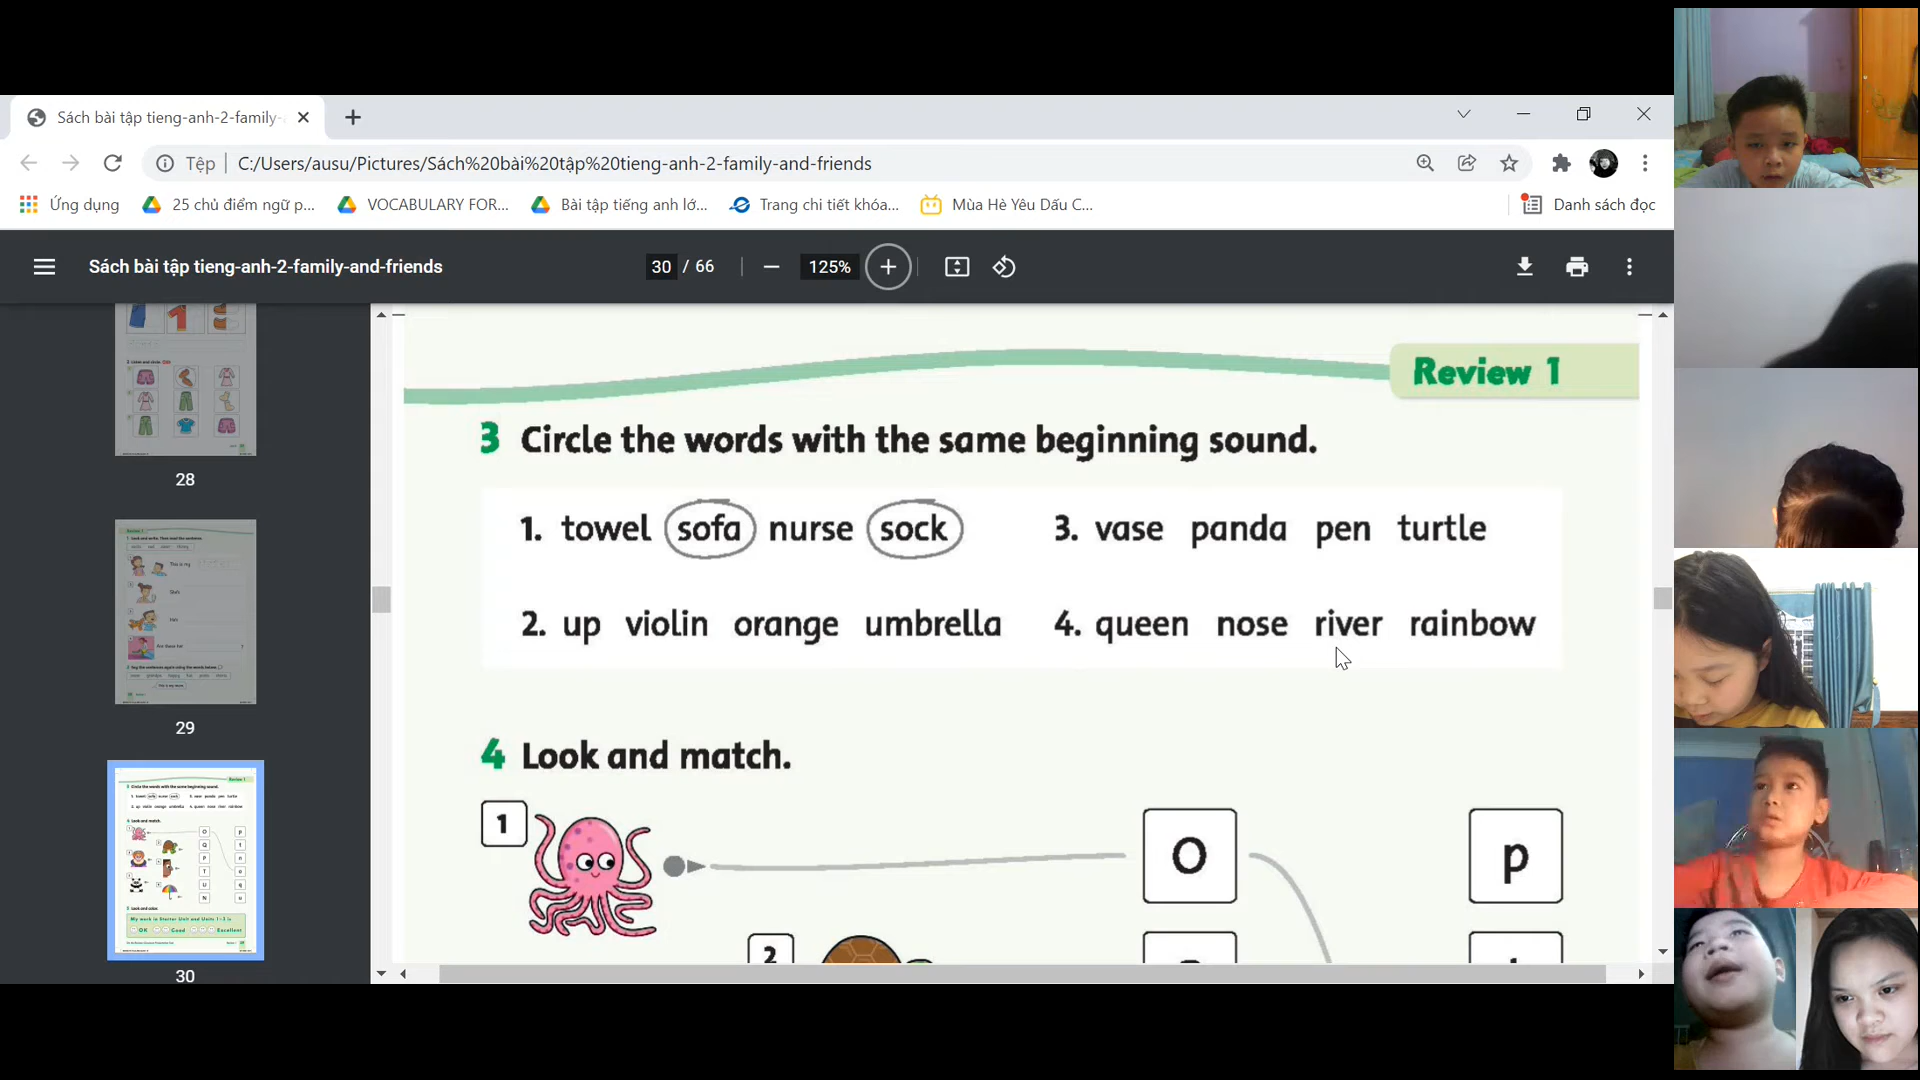 Sách bài tập tieng-anh-2-family-
Tệp C:/Users/ausu/Pictures/Sách%20bài%20tập%20tieng-anh-2-family-and-friends
Ứng dụng 25 chủ điểm ngữ p... VOCABULARY FOR... Bài tập tiếng anh lớ... Trang chi tiết khóa... Mùa Hè Yêu Dấu C... Danh sách đọc
Sách bài tập tieng-anh-2-family-and-friends 30 / 66 125%
28
29
30
Review 1
3 Circle the words with the same beginning sound.
1. towel sofa nurse sock 3. vase panda pen turtle
2. up violin orange umbrella 4. queen nose river rainbow
4 Look and match.
1 O p
2